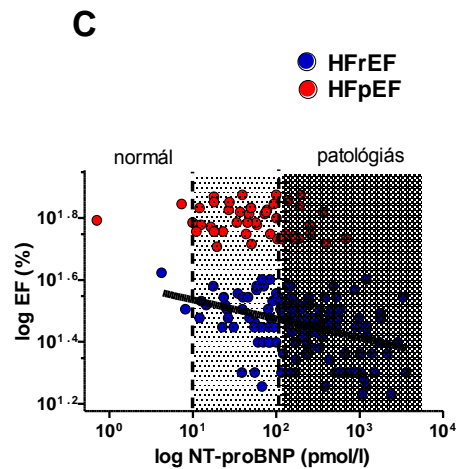 C
HFrEF
HFpEF
normál patológiás
10^1.8
10^1.6
10^1.4
10^1.2
log EF (%)
10^0 10^1 10^2 10^3 10^4
log NT-proBNP (pmol/l)